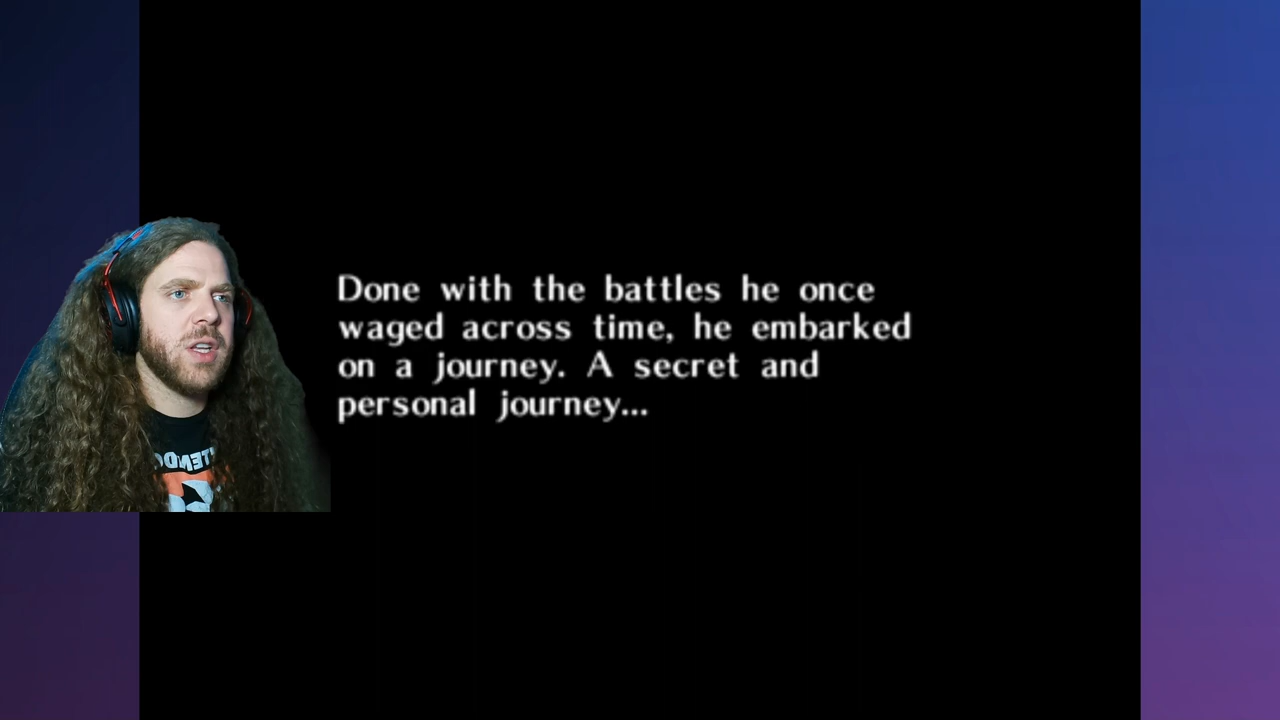 Done with the battles he once
waged across time, he embarked
on a journey. A secret and
personal journey...